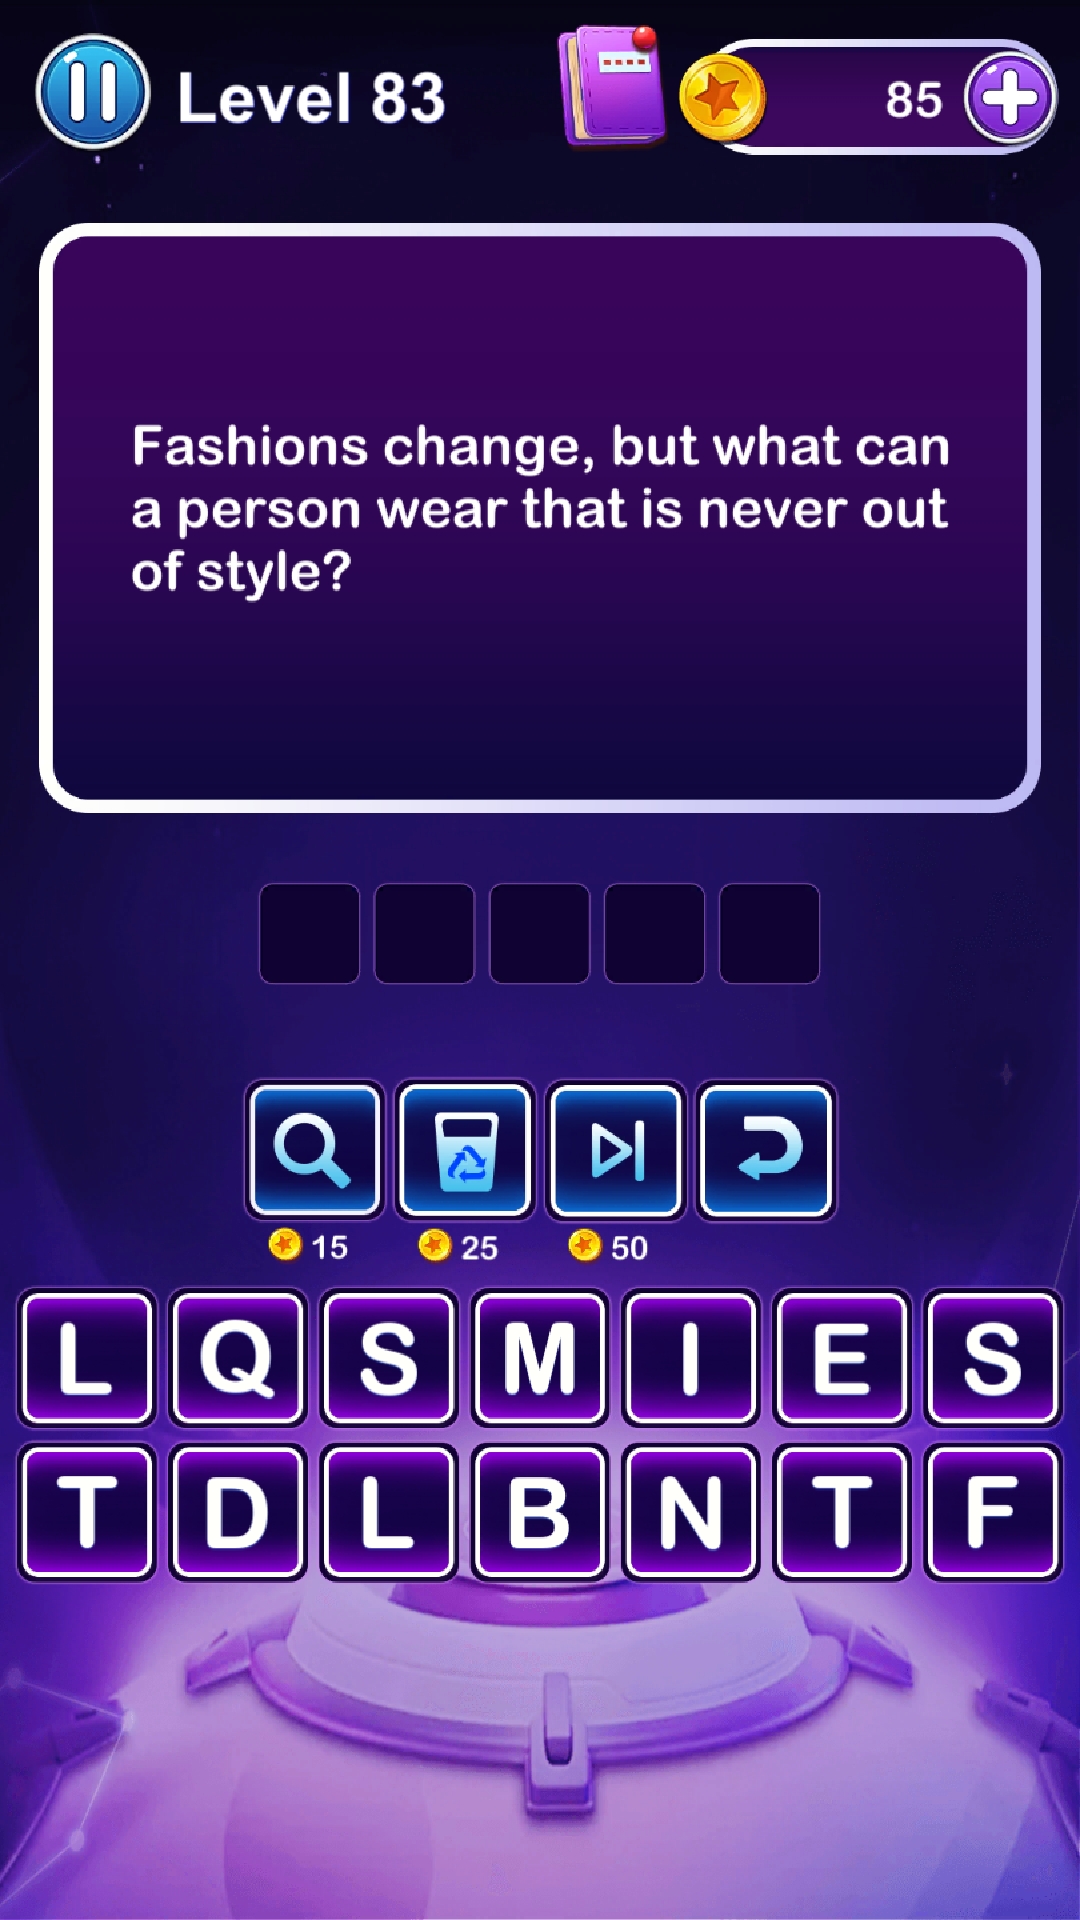 Level 83
85
Fashions change, but what can
a person wear that is never out
of style?
15 25 50
L Q S M I E S
T D L B N T F